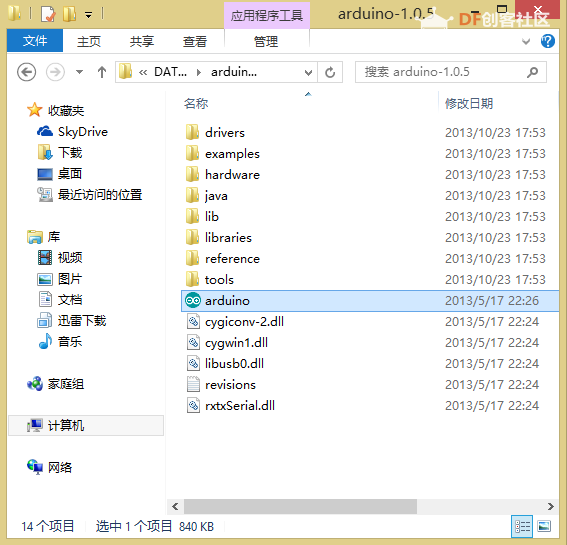 应用程序工具
arduino-1.0.5
DF创客社区
文件
主页
共享
查看
管理
« DAT... › arduin...
搜索 arduino-1.0.5
名称
修改日期
收藏夹
SkyDrive
下载
桌面
最近访问的位置
库
视频
图片
文档
迅雷下载
音乐
家庭组
计算机
网络
drivers 2013/10/23 17:53
examples 2013/10/23 17:53
hardware 2013/10/23 17:53
java 2013/10/23 17:53
lib 2013/10/23 17:53
libraries 2013/10/23 17:53
reference 2013/10/23 17:53
tools 2013/10/23 17:53
arduino 2013/5/17 22:26
cygiconv-2.dll 2013/5/17 22:24
cygwin1.dll 2013/5/17 22:24
libusb0.dll 2013/5/17 22:24
revisions 2013/5/17 22:24
rxtxSerial.dll 2013/5/17 22:24
14 个项目
选中 1 个项目 840 KB